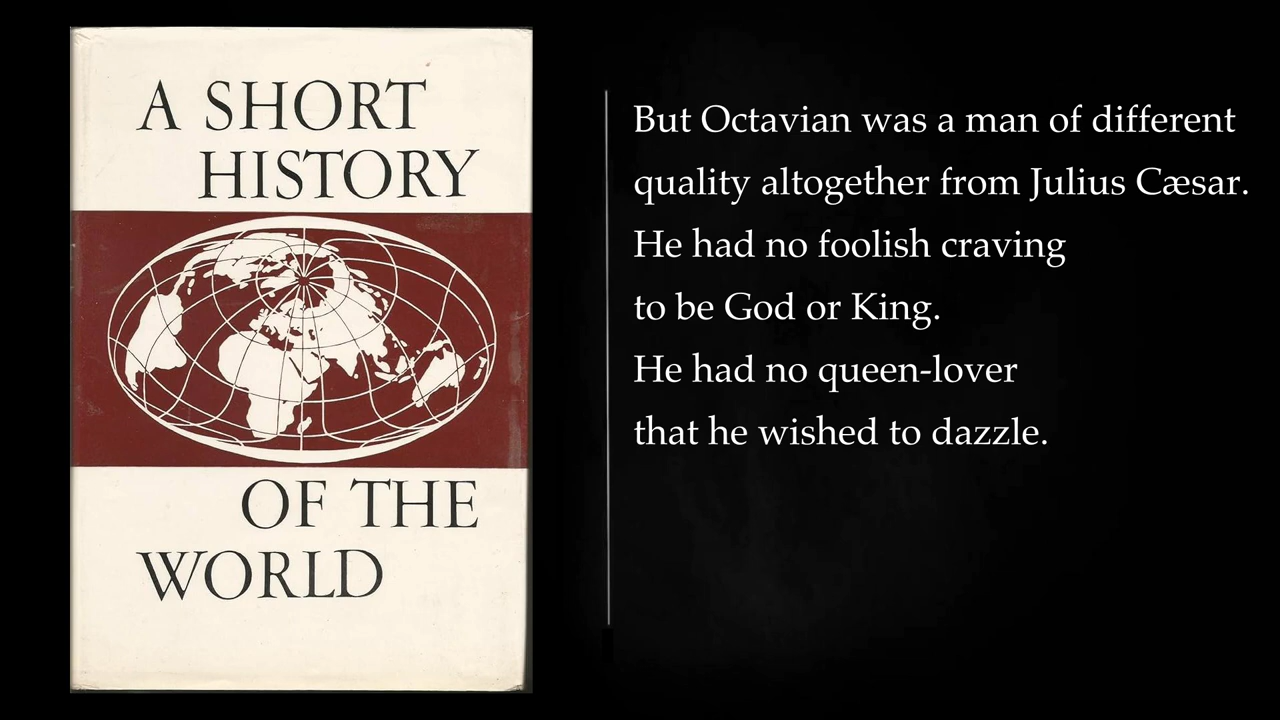 A SHORT
HISTORY
OF THE
WORLD
But Octavian was a man of different
quality altogether from Julius Cæsar.
He had no foolish craving
to be God or King.
He had no queen-lover
that he wished to dazzle.